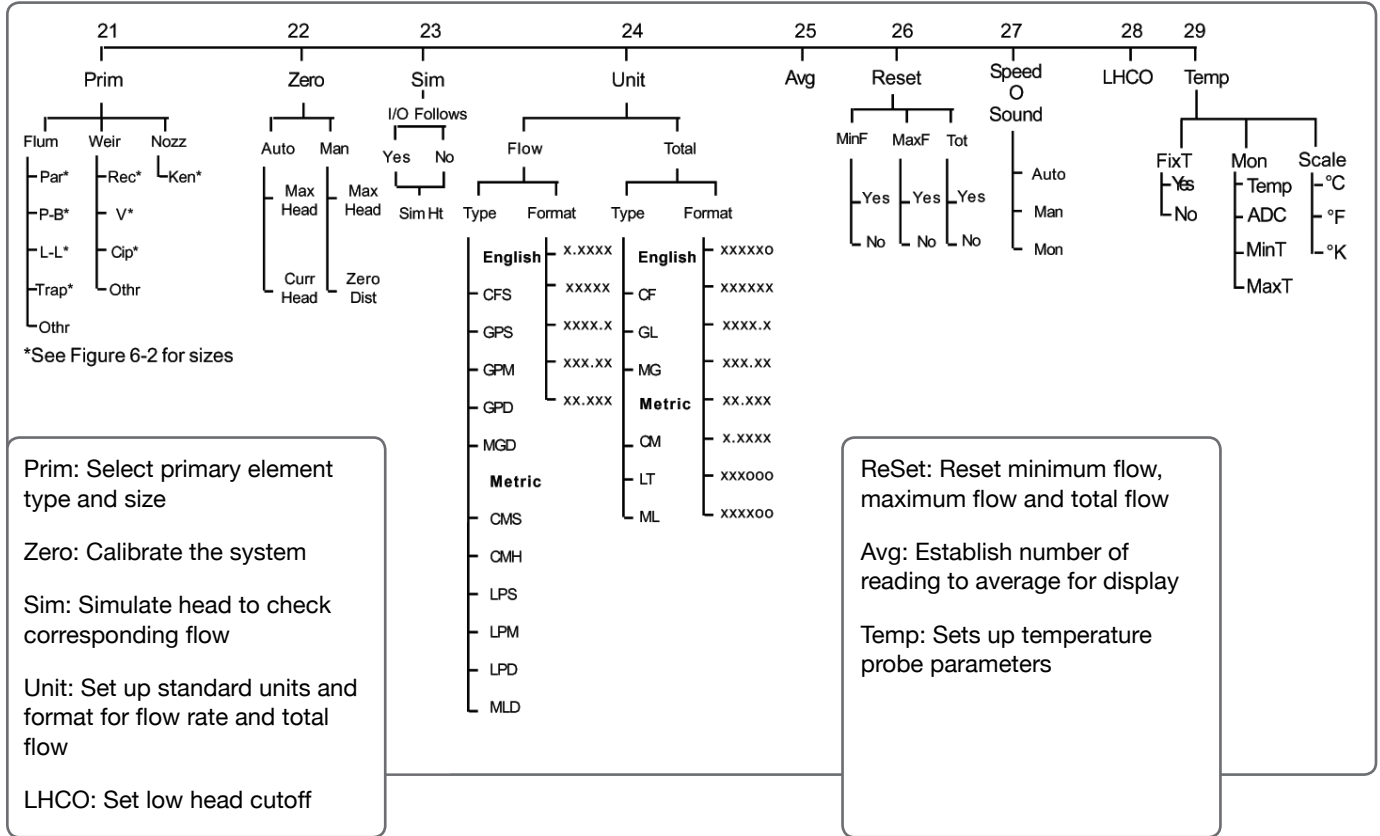 21 22 23 24 25 26 27 28 29
Prim Zero Sim Unit Avg Reset Speed O Sound LHCO Temp
Flum Weir Nozz
Par* Rec* Ken*
P-B* V*
L-L* Cip*
Trap* Othr
Othr
*See Figure 6-2 for sizes
Auto Man
Max Head Max Head
Curr Head Zero Dist
I/O Follows
Yes No
Sim Ht
Flow Total
Type Format Type Format
English
CFS
GPS
GPM
GPD
MGD
Metric
CMS
CMH
LPS
LPM
LPD
MLD
x.xxxx
xxxxx
xxxx.x
xxx.xx
xx.xxx
English
CF
GL
MG
Metric
CM
LT
ML
xxxxxo
xxxxxx
xxxx.x
xxx.xx
xx.xxx
x.xxxx
xxxooo
xxxxoo
MinF MaxF Tot
Yes Yes Yes
No No No
Auto
Man
Mon
FixT Mon Scale
Yes
No
Temp
ADC
MinT
MaxT
°C
°F
°K
Prim: Select primary element
type and size
Zero: Calibrate the system
Sim: Simulate head to check
corresponding flow
Unit: Set up standard units and
format for flow rate and total
flow
LHCO: Set low head cutoff
ReSet: Reset minimum flow,
maximum flow and total flow
Avg: Establish number of
reading to average for display
Temp: Sets up temperature
probe parameters